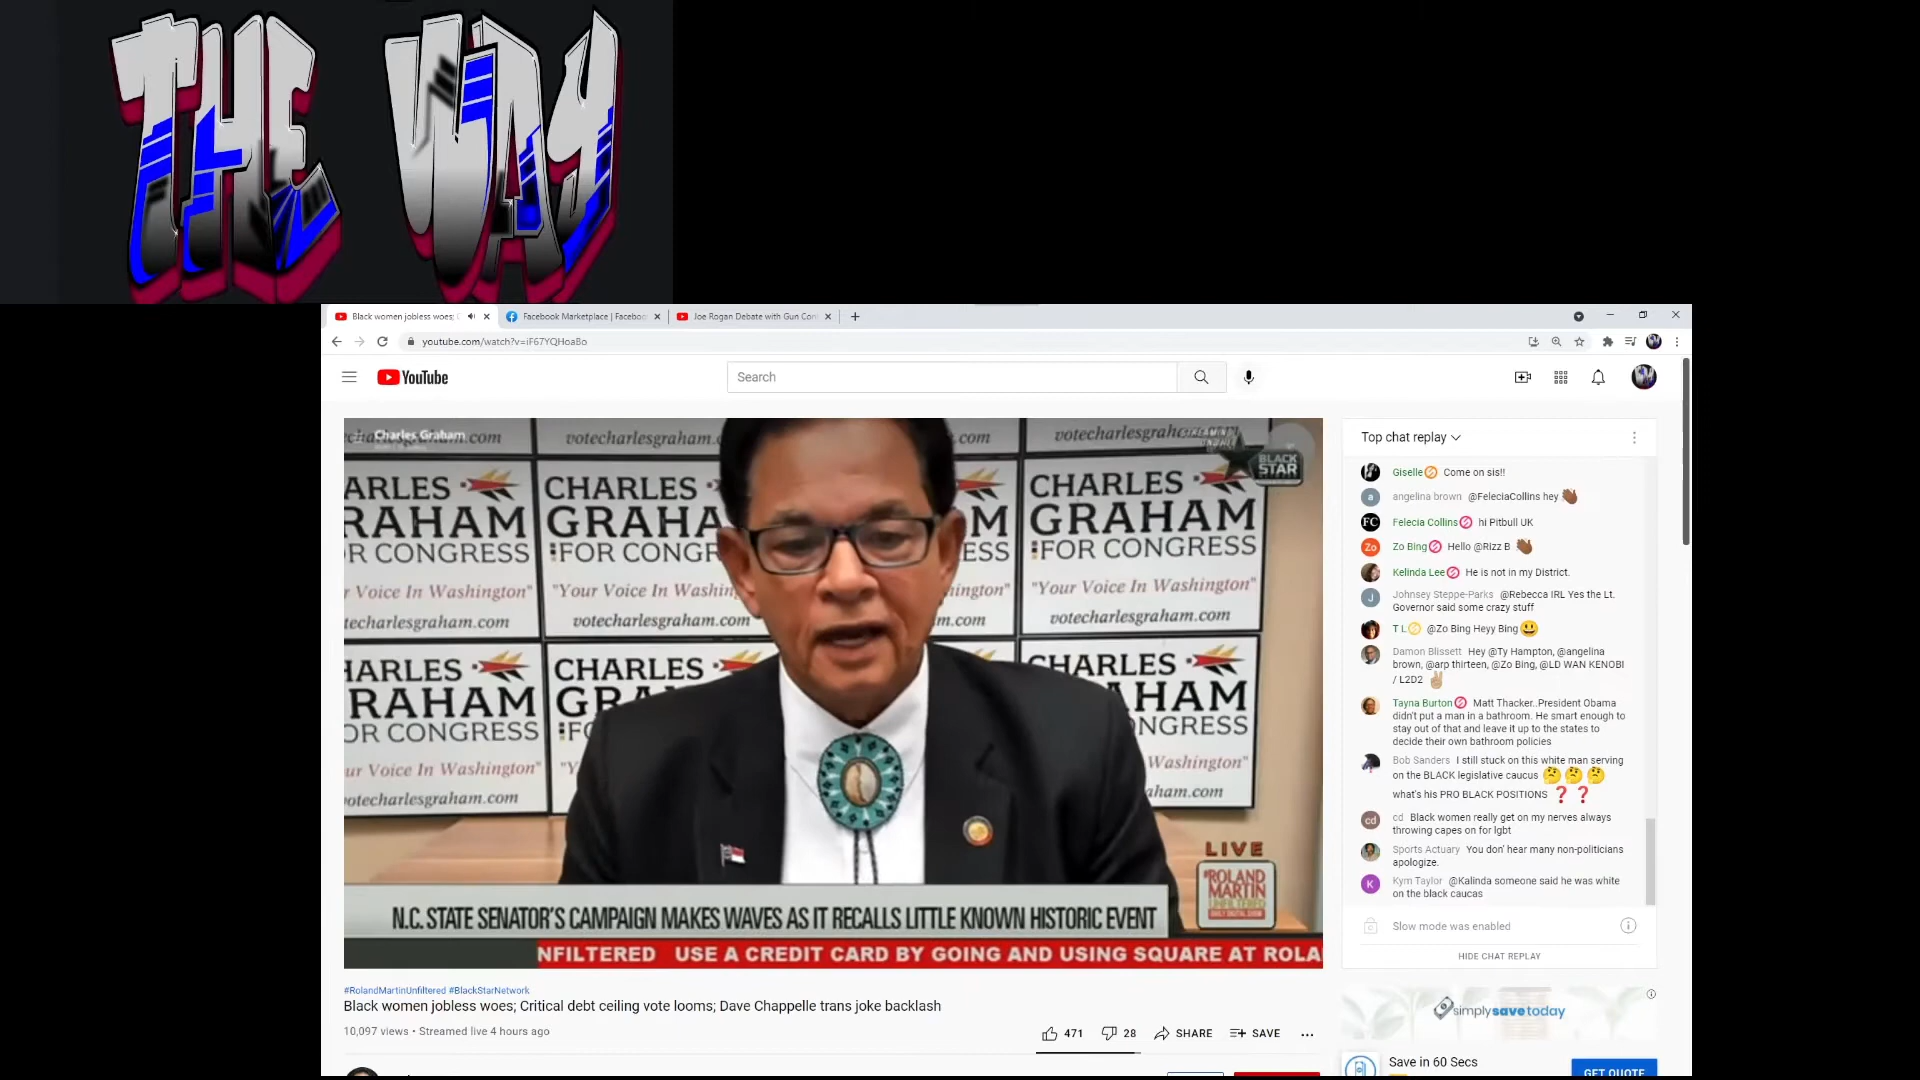 THE WAY
Black women jobless woes;
Facebook Marketplace | Faceboo
Joe Rogan Debate with Gun Con
youtube.com/watch?v=iF67YQHoaBo
YouTube
Search
Charles Graham
STREAMING
BLACK STAR
votecharlesgraham.com
CHARLES GRAHAM FOR CONGRESS
"Your Voice In Washington"
votecharlesgraham.com
LIVE
#ROLAND MARTIN UNFILTERED
DAILY DIGITAL SHOW
N.C. STATE SENATOR'S CAMPAIGN MAKES WAVES AS IT RECALLS LITTLE KNOWN HISTORIC EVENT
NFILTERED USE A CREDIT CARD BY GOING AND USING SQUARE AT ROLA
#RolandMartinUnfiltered #BlackStarNetwork
Black women jobless woes; Critical debt ceiling vote looms; Dave Chappelle trans joke backlash
10,097 views • Streamed live 4 hours ago
471
28
SHARE
SAVE
Top chat replay
Giselle Come on sis!!
angelina brown @FeleciaCollins hey
Felecia Collins hi Pitbull UK
Zo Bing Hello @Rizz B
Kelinda Lee He is not in my District.
Johnsey Steppe-Parks @Rebecca IRL Yes the Lt.
Governor said some crazy stuff
T L @Zo Bing Heyy Bing
Damon Blissett Hey @Ty Hampton, @angelina
brown, @arp thirteen, @Zo Bing, @LD WAN KENOBI
/ L2D2
Tayna Burton Matt Thacker..President Obama
didn't put a man in a bathroom. He smart enough to
stay out of that and leave it up to the states to
decide their own bathroom policies
Bob Sanders I still stuck on this white man serving
on the BLACK legislative caucus 🤔🤔🤔
what's his PRO BLACK POSITIONS ❓❓
cd Black women really get on my nerves always
throwing capes on for lgbt
Sports Actuary You don' hear many non-politicians
apologize.
Kym Taylor @Kalinda someone said he was white
on the black caucas
Slow mode was enabled
HIDE CHAT REPLAY
simplysavetoday
Save in 60 Secs
GET QUOTE